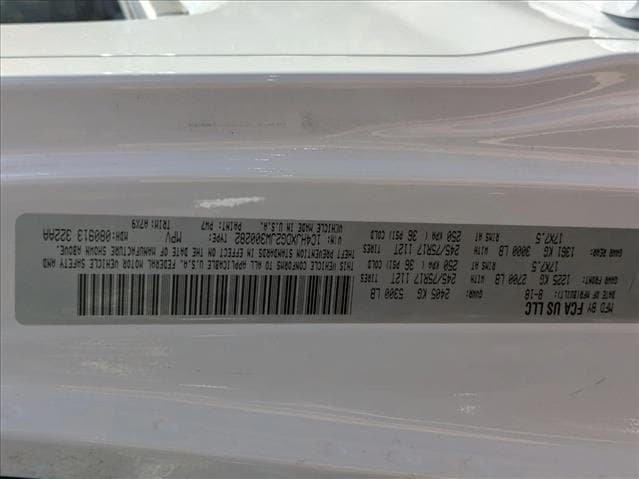 MFD BY FCA US LLC
DATE OF MFR(BUILT): 8-18 GVWR: 2405 KG 5300 LB
GAWR FRONT: 1225 KG WITH 2700 LB TIRES 245/75R17 112T
17X7.5 RIMS AT 250 KPA ( 36 PSI) COLD
GAWR REAR: 1361 KG WITH 3000 LB TIRES 245/75R17 112T
17X7.5 RIMS AT 250 KPA ( 36 PSI) COLD
THIS VEHICLE CONFORMS TO ALL APPLICABLE U.S.A. FEDERAL MOTOR VEHICLE SAFETY AND
THEFT PREVENTION STANDARDS IN EFFECT ON THE DATE OF MANUFACTURE SHOWN ABOVE.
VIN: 1C4HJXDG2JW308202 TYPE: MPV MDH: 080913 322AA
PAINT: PW7 TRIM: A7X9
VEHICLE MADE IN U.S.A.